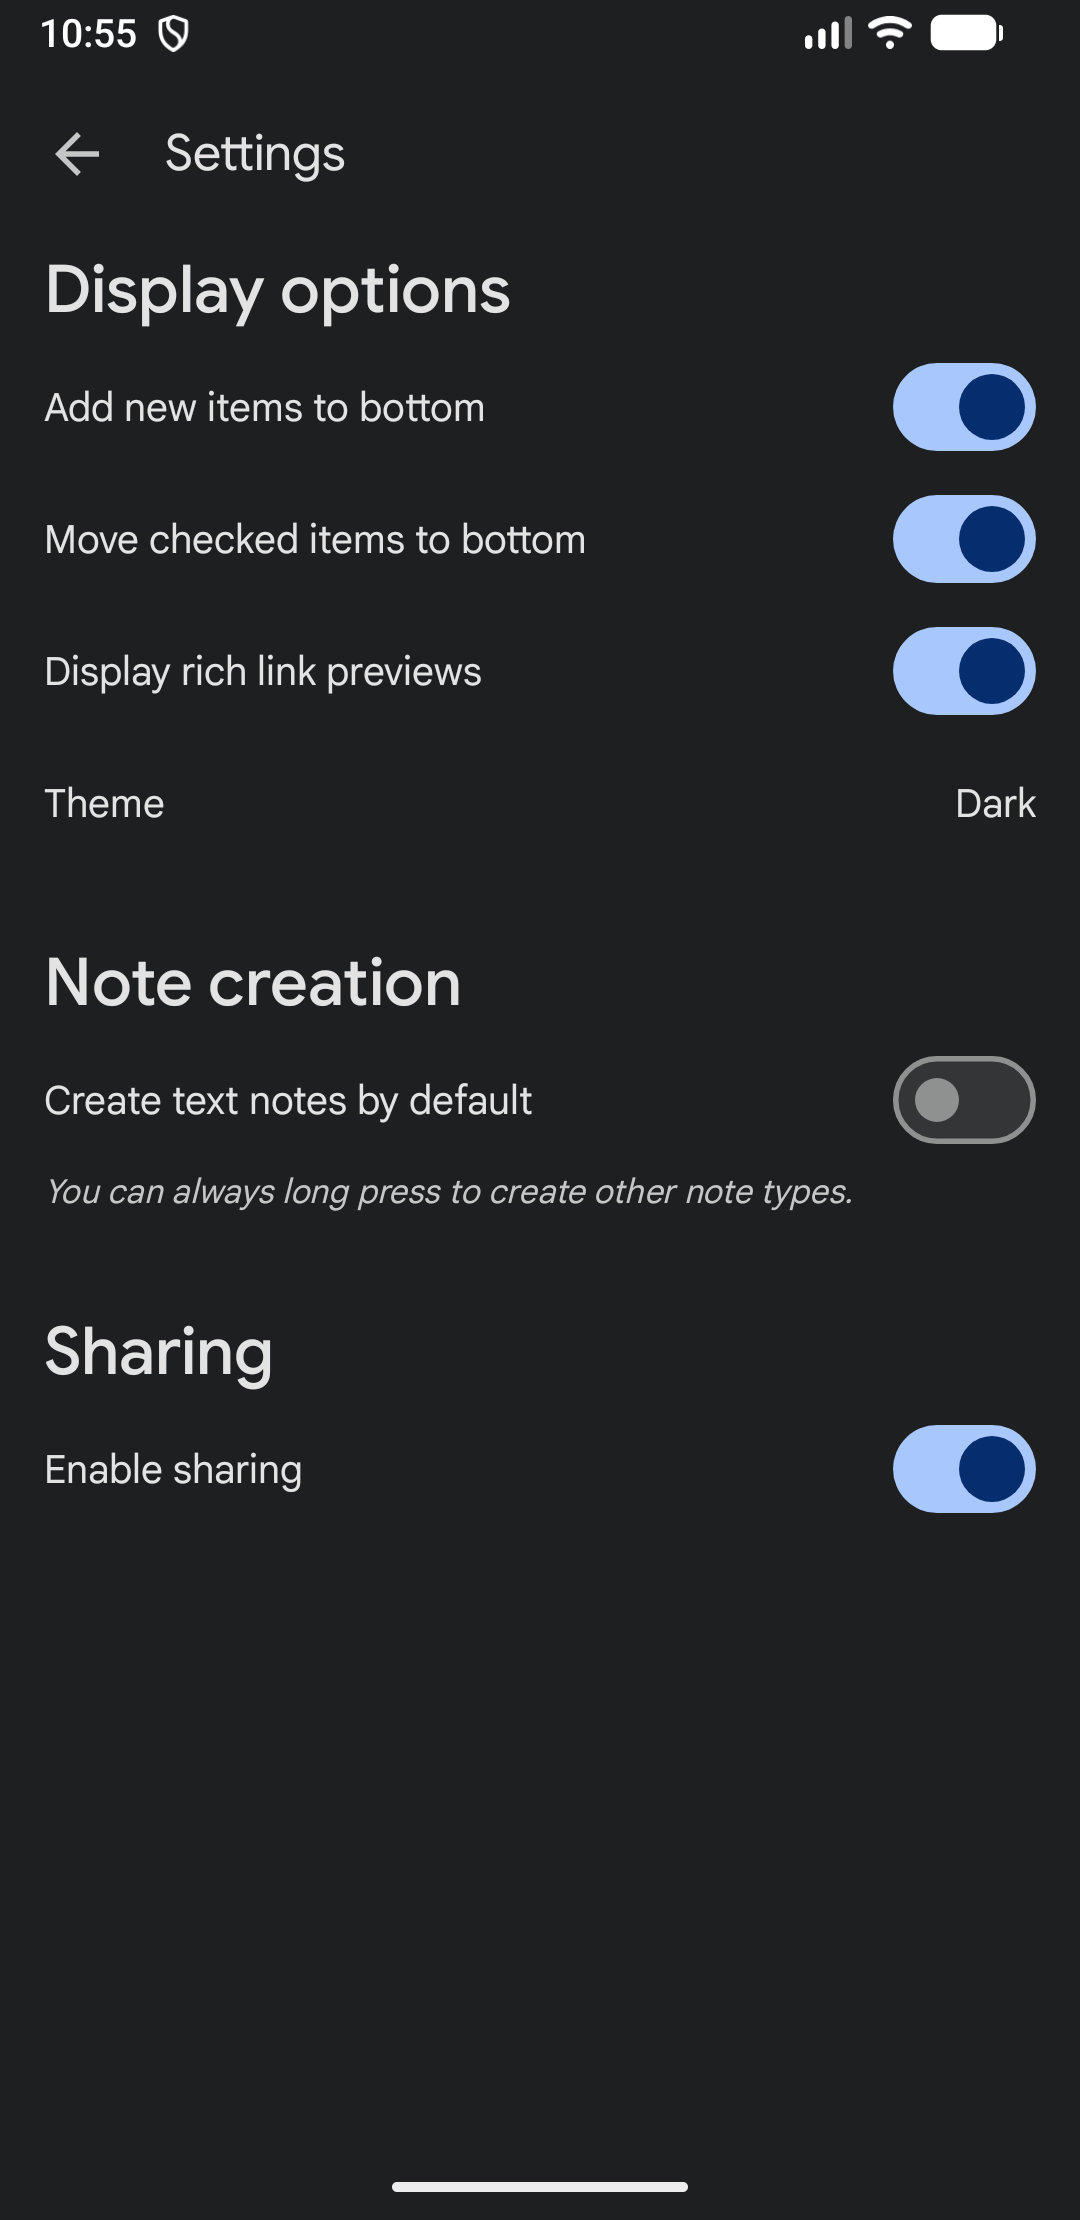 10:55
Settings
Display options
Add new items to bottom
Move checked items to bottom
Display rich link previews
Theme Dark
Note creation
Create text notes by default
You can always long press to create other note types.
Sharing
Enable sharing